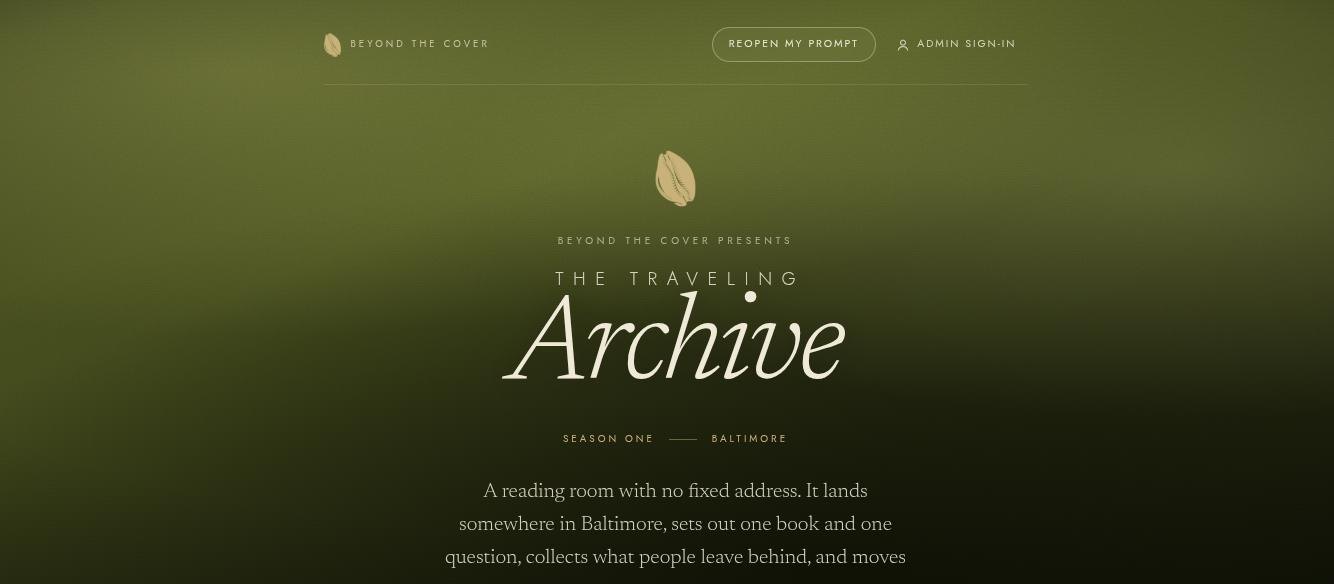 BEYOND THE COVER
REOPEN MY PROMPT
ADMIN SIGN-IN
BEYOND THE COVER PRESENTS
THE TRAVELING
Archive
SEASON ONE
BALTIMORE
A reading room with no fixed address. It lands
somewhere in Baltimore, sets out one book and one
question, collects what people leave behind, and moves